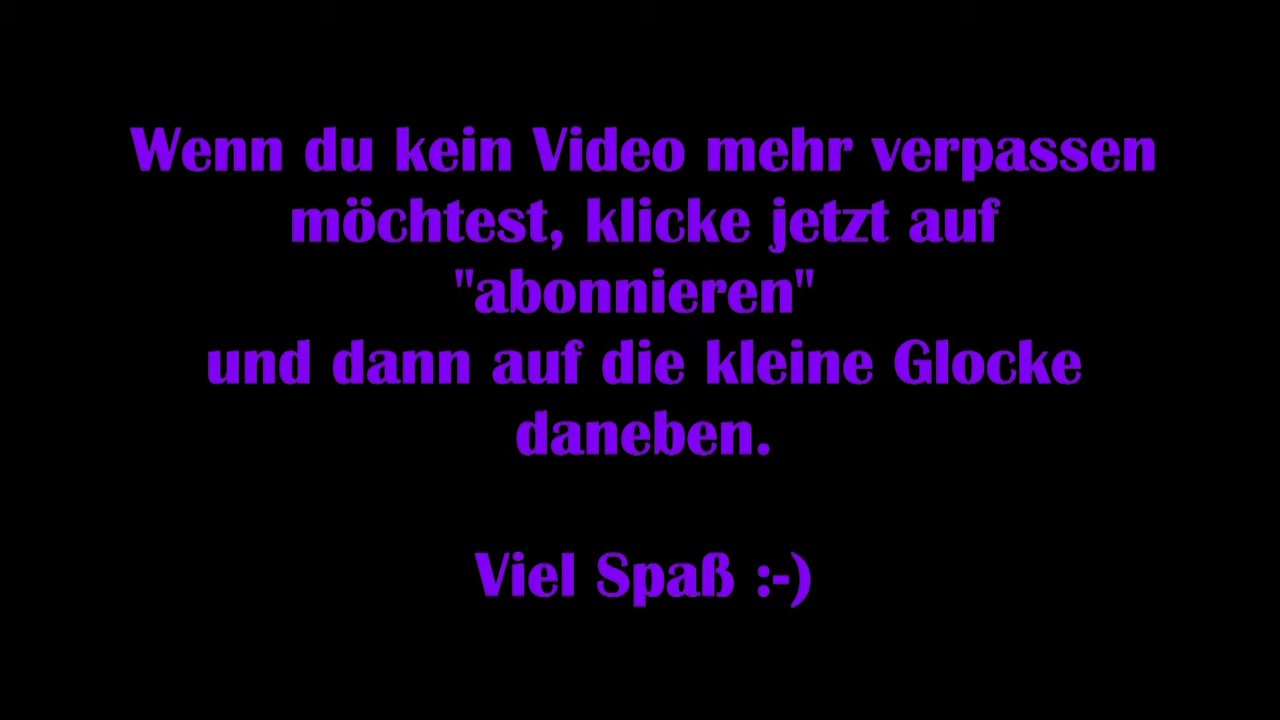 Wenn du kein Video mehr verpassen
möchtest, klicke jetzt auf
"abonnieren"
und dann auf die kleine Glocke
daneben.
Viel Spaß :-)